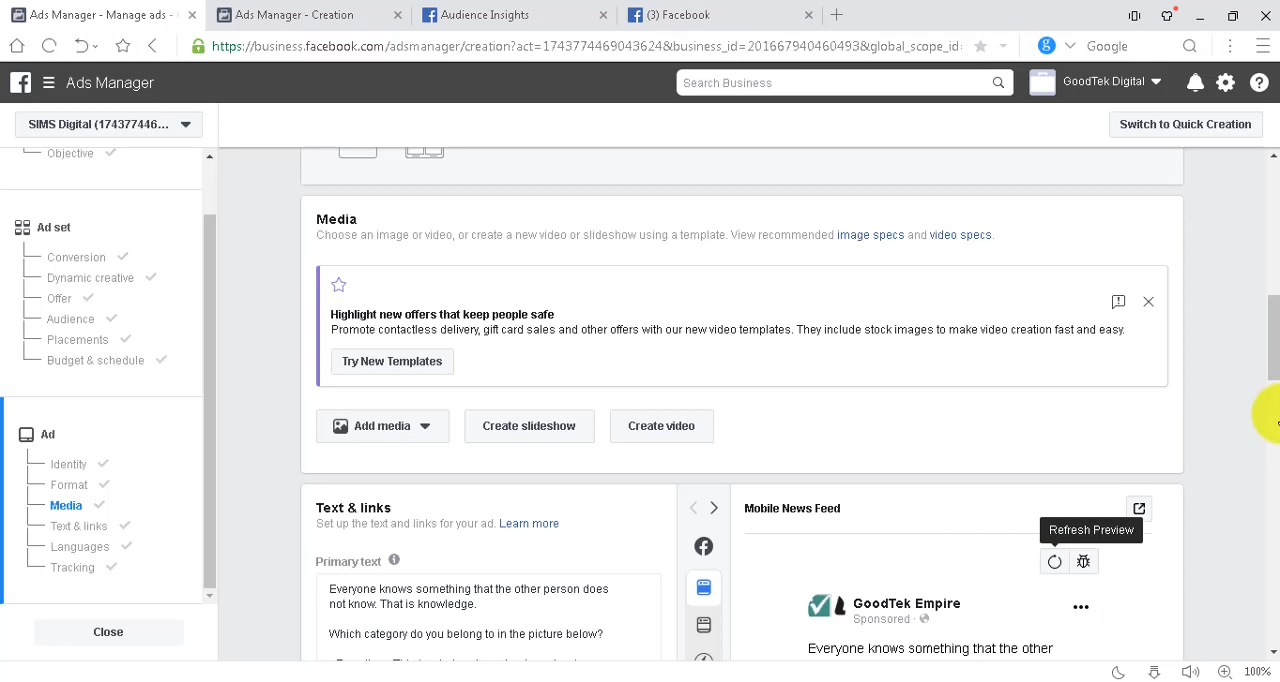 Ads Manager - Manage ads -
Ads Manager - Creation
Audience Insights
(3) Facebook
https://business.facebook.com/adsmanager/creation?act=1743774469043624&business_id=201667940460493&global_scope_id:
Google
Ads Manager
Search Business
GoodTek Digital
SIMS Digital (174377446...
Switch to Quick Creation
Objective
Ad set
Conversion
Dynamic creative
Offer
Audience
Placements
Budget & schedule
Ad
Identity
Format
Media
Text & links
Languages
Tracking
Close
Media
Choose an image or video, or create a new video or slideshow using a template. View recommended image specs and video specs.
Highlight new offers that keep people safe
Promote contactless delivery, gift card sales and other offers with our new video templates. They include stock images to make video creation fast and easy.
Try New Templates
Add media
Create slideshow
Create video
Text & links
Set up the text and links for your ad. Learn more
Primary text
Everyone knows something that the other person does
not know. That is knowledge.
Which category do you belong to in the picture below?
Mobile News Feed
Refresh Preview
GoodTek Empire
Sponsored ·
Everyone knows something that the other
100%